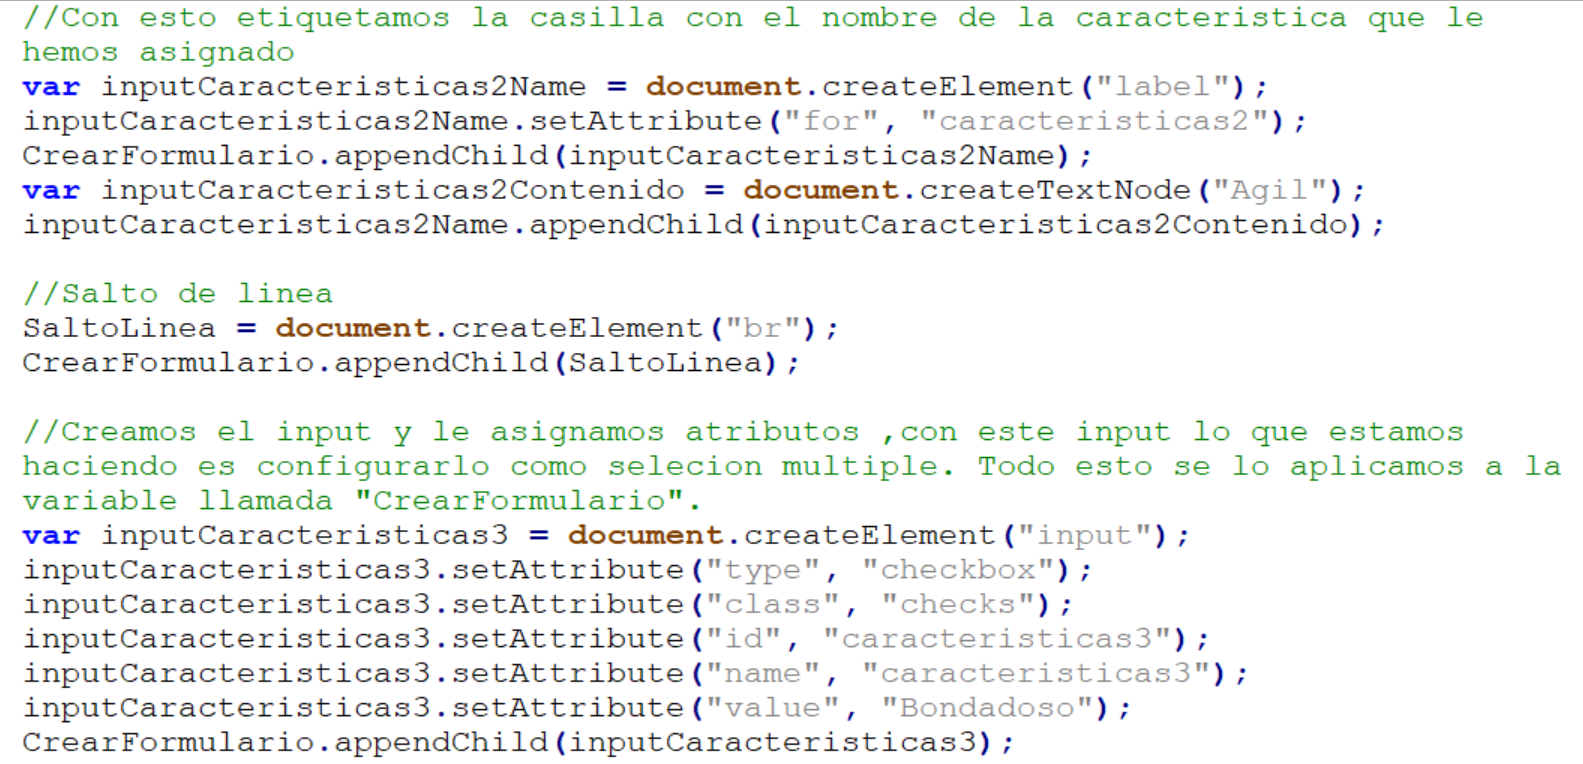 //Con esto etiquetamos la casilla con el nombre de la caracteristica que le
hemos asignado
var inputCaracteristicas2Name = document.createElement("label");
inputCaracteristicas2Name.setAttribute("for", "caracteristicas2");
CrearFormulario.appendChild(inputCaracteristicas2Name);
var inputCaracteristicas2Contenido = document.createTextNode("Agil");
inputCaracteristicas2Name.appendChild(inputCaracteristicas2Contenido);
//Salto de linea
SaltoLinea = document.createElement("br");
CrearFormulario.appendChild(SaltoLinea);
//Creamos el input y le asignamos atributos ,con este input lo que estamos
haciendo es configurarlo como selecion multiple. Todo esto se lo aplicamos a la
variable llamada "CrearFormulario".
var inputCaracteristicas3 = document.createElement("input");
inputCaracteristicas3.setAttribute("type", "checkbox");
inputCaracteristicas3.setAttribute("class", "checks");
inputCaracteristicas3.setAttribute("id", "caracteristicas3");
inputCaracteristicas3.setAttribute("name", "caracteristicas3");
inputCaracteristicas3.setAttribute("value", "Bondadoso");
CrearFormulario.appendChild(inputCaracteristicas3);